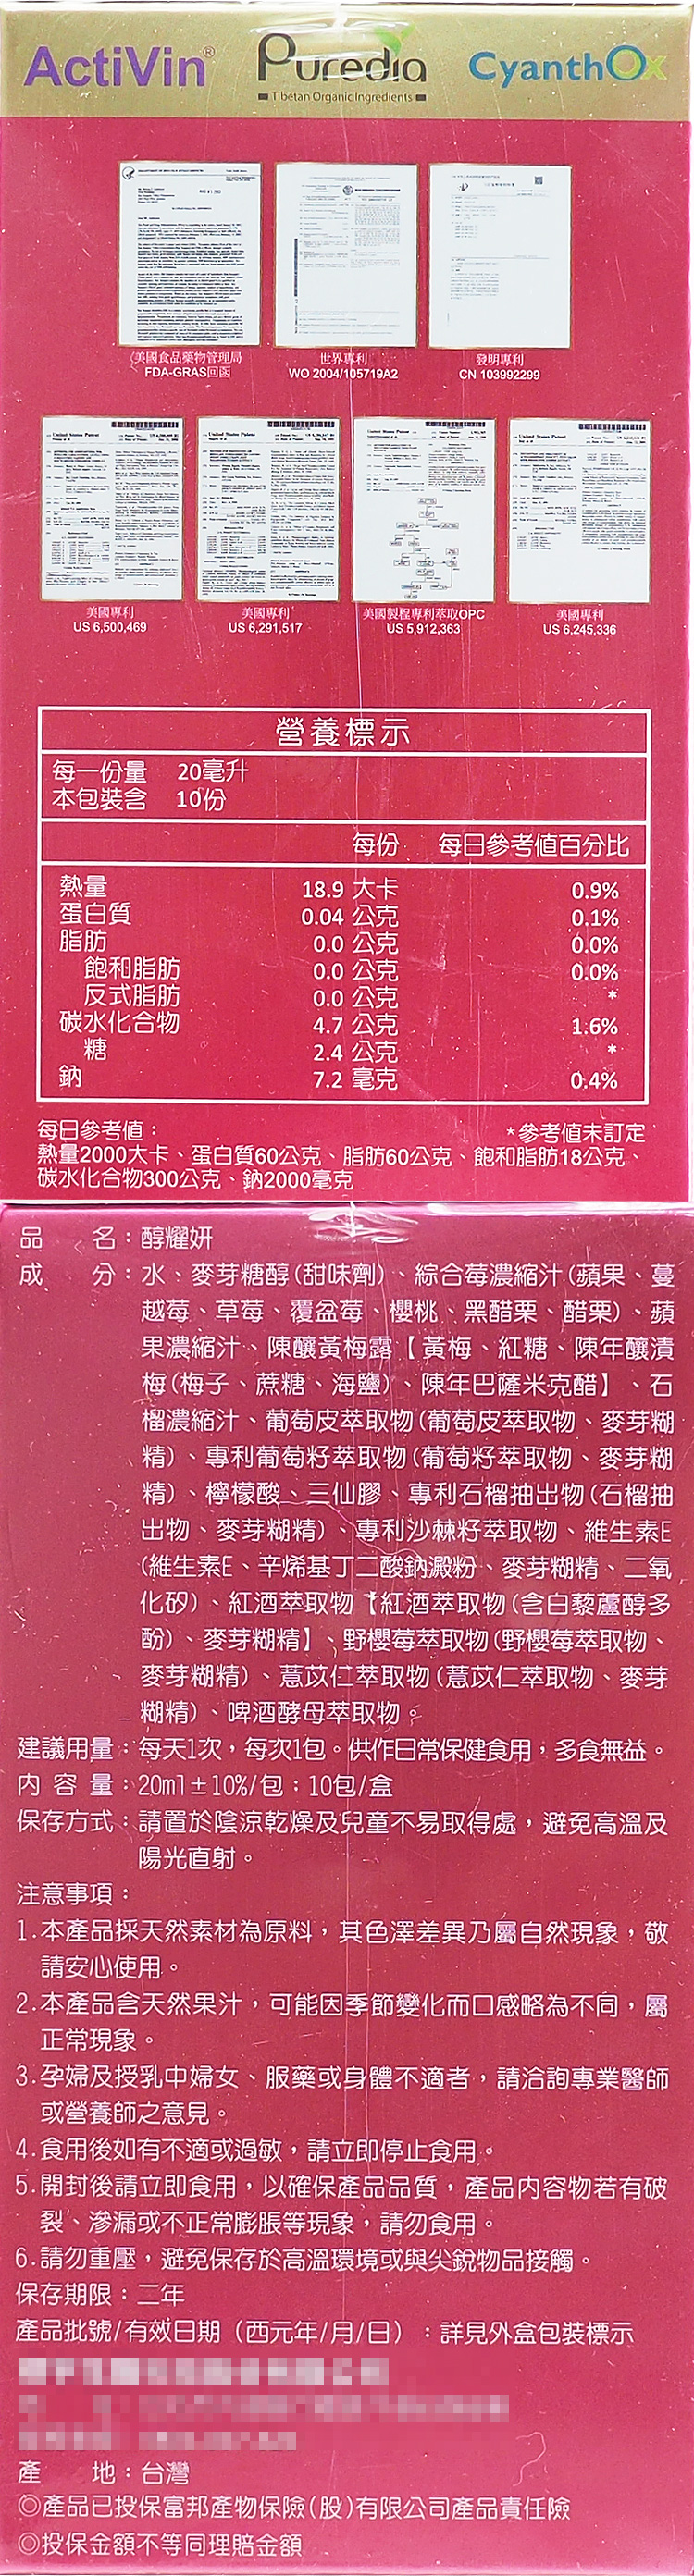 ActiVin®
Puredia
Tibetan Organic Ingredients
CyanthOx
美國食品藥物管理局
FDA-GRAS回函
世界專利
WO 2004/105719A2
發明專利
CN 103992299
United States Patent
United States Patent
United States Patent
United States Patent
美國專利
US 6,500,469
美國專利
US 6,291,517
美國製程專利萃取OPC
US 5,912,363
美國專利
US 6,245,336
營養標示
每一份量 20毫升
本包裝含 10份
每份 每日參考值百分比
熱量 18.9 大卡 0.9%
蛋白質 0.04 公克 0.1%
脂肪 0.0 公克 0.0%
飽和脂肪 0.0 公克 0.0%
反式脂肪 0.0 公克 *
碳水化合物 4.7 公克 1.6%
糖 2.4 公克 *
鈉 7.2 毫克 0.4%
每日參考值： *參考值未訂定
熱量2000大卡、蛋白質60公克、脂肪60公克、飽和脂肪18公克、
碳水化合物300公克、鈉2000毫克
品 名：醇耀妍
成 分：水、麥芽糖醇(甜味劑)、綜合莓濃縮汁(蘋果、蔓
越莓、草莓、覆盆莓、櫻桃、黑醋栗、醋栗)、蘋
果濃縮汁、陳釀黃梅露【黃梅、紅糖、陳年釀漬
梅(梅子、蔗糖、海鹽)、陳年巴薩米克醋】、石
榴濃縮汁、葡萄皮萃取物(葡萄皮萃取物、麥芽糊
精)、專利葡萄籽萃取物(葡萄籽萃取物、麥芽糊
精)、檸檬酸、三仙膠、專利石榴抽出物(石榴抽
出物、麥芽糊精)、專利沙棘籽萃取物、維生素E
(維生素E、辛烯基丁二酸鈉澱粉、麥芽糊精、二氧
化矽)、紅酒萃取物【紅酒萃取物(含白藜蘆醇多
酚)、麥芽糊精】、野櫻莓萃取物(野櫻莓萃取物、
麥芽糊精)、薏苡仁萃取物(薏苡仁萃取物、麥芽
糊精)、啤酒酵母萃取物。
建議用量：每天1次，每次1包。供作日常保健食用，多食無益。
內 容 量：20ml±10%/包；10包/盒
保存方式：請置於陰涼乾燥及兒童不易取得處，避免高溫及
陽光直射。
注意事項：
1.本產品採天然素材為原料，其色澤差異乃屬自然現象，敬
請安心使用。
2.本產品含天然果汁，可能因季節變化而口感略為不同，屬
正常現象。
3.孕婦及授乳中婦女、服藥或身體不適者，請洽詢專業醫師
或營養師之意見。
4.食用後如有不適或過敏，請立即停止食用。
5.開封後請立即食用，以確保產品品質，產品內容物若有破
裂、滲漏或不正常膨脹等現象，請勿食用。
6.請勿重壓，避免保存於高溫環境或與尖銳物品接觸。
保存期限：二年
產品批號/有效日期（西元年/月/日）：詳見外盒包裝標示
產 地：台灣
◎產品已投保富邦產物保險(股)有限公司產品責任險
◎投保金額不等同理賠金額